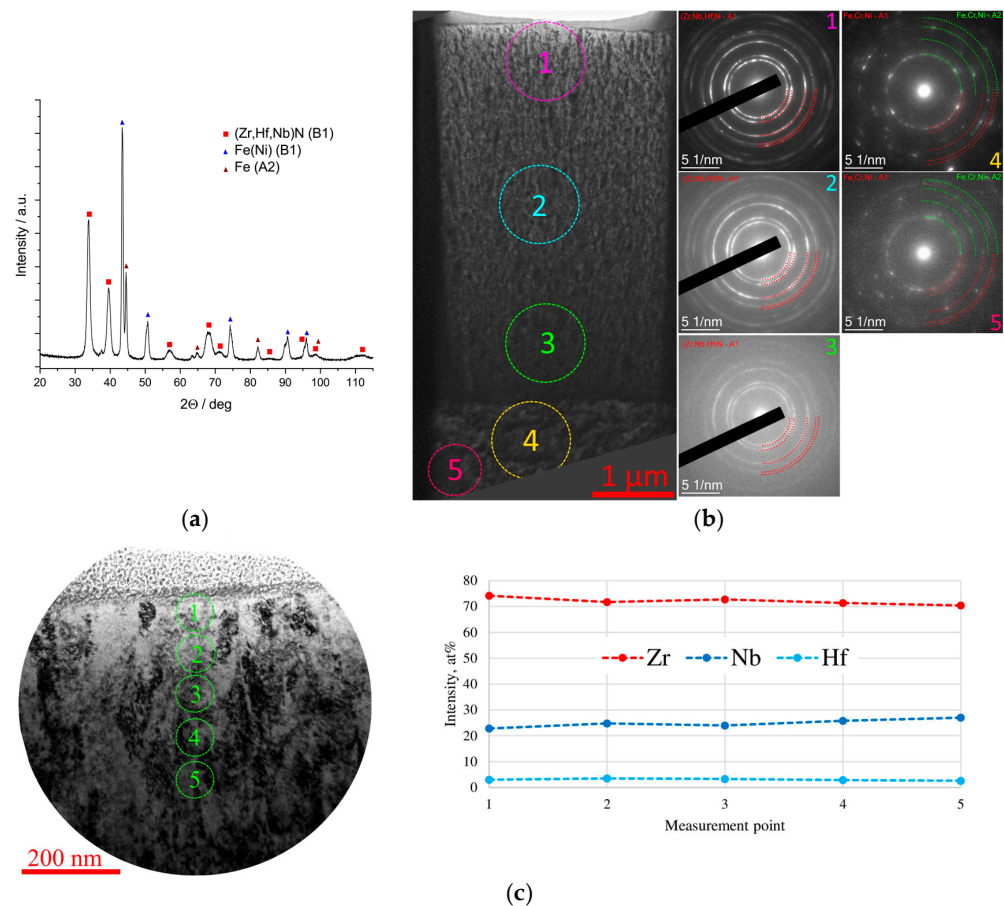 Intensity / a.u.
(Zr,Hf,Nb)N (B1)
Fe(Ni) (B1)
Fe (A2)
20 30 40 50 60 70 80 90 100 110
2Θ / deg
(a)
1
2
3
4
5
1 µm
(Zr,Nb,Hf)N - A1
1
5 1/nm
Fe,Cr,Ni - A1
Fe,Cr,Ni - A2
4
5 1/nm
2
5 1/nm
Fe,Cr,Ni - A1
Fe,Cr,Ni - A2
5
5 1/nm
(Zr,Nb,Hf)N - A1
3
5 1/nm
(b)
1
2
3
4
5
200 nm
Intensity, at%
80
70
60
50
40
30
20
10
0
Zr Nb Hf
1 2 3 4 5
Measurement point
(c)